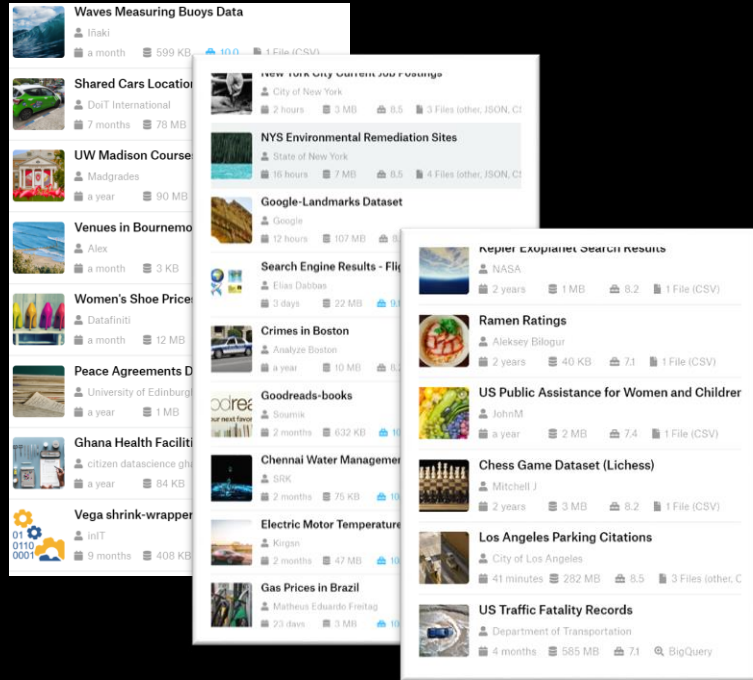 Waves Measuring Buoys Data
Iñaki
a month 599 KB 10.0 1 File (CSV)
Shared Cars Locatio
DoiT International
7 months 78 MB
UW Madison Course
Madgrades
a year 90 MB
Venues in Bournemo
Alex
a month 3 KB
Women's Shoe Price
Datafiniti
a month 12 MB
Peace Agreements D
University of Edinburg
a year 1 MB
Ghana Health Faciliti
citizen datascience gha
a year 84 KB
Vega shrink-wrapper
inIT
9 months 408 KB
New York City Current Job Postings
City of New York
2 hours 3 MB 8.5 3 Files (other, JSON, CS
NYS Environmental Remediation Sites
State of New York
16 hours 7 MB 8.5 4 Files (other, JSON, CS
Google-Landmarks Dataset
Google
12 hours 107 MB 8.
Search Engine Results - Flig
Elias Dabbas
3 days 22 MB 9.
Crimes in Boston
Analyze Boston
a year 10 MB 8.
Goodreads-books
Soumik
2 months 632 KB 10
Chennai Water Managemer
SRK
2 months 75 KB 10
Electric Motor Temperature
Kirgsn
2 months 47 MB 10
Gas Prices in Brazil
Matheus Eduardo Freitag
23 days 3 MB 10
Kepler Exoplanet Search Results
NASA
2 years 1 MB 8.2 1 File (CSV)
Ramen Ratings
Aleksey Bilogur
2 years 40 KB 7.1 1 File (CSV)
US Public Assistance for Women and Children
JohnM
a year 2 MB 7.4 1 File (CSV)
Chess Game Dataset (Lichess)
Mitchell J
2 years 3 MB 8.2 1 File (CSV)
Los Angeles Parking Citations
City of Los Angeles
41 minutes 282 MB 8.5 3 Files (other, C
US Traffic Fatality Records
Department of Transportation
4 months 585 MB 7.1 BigQuery